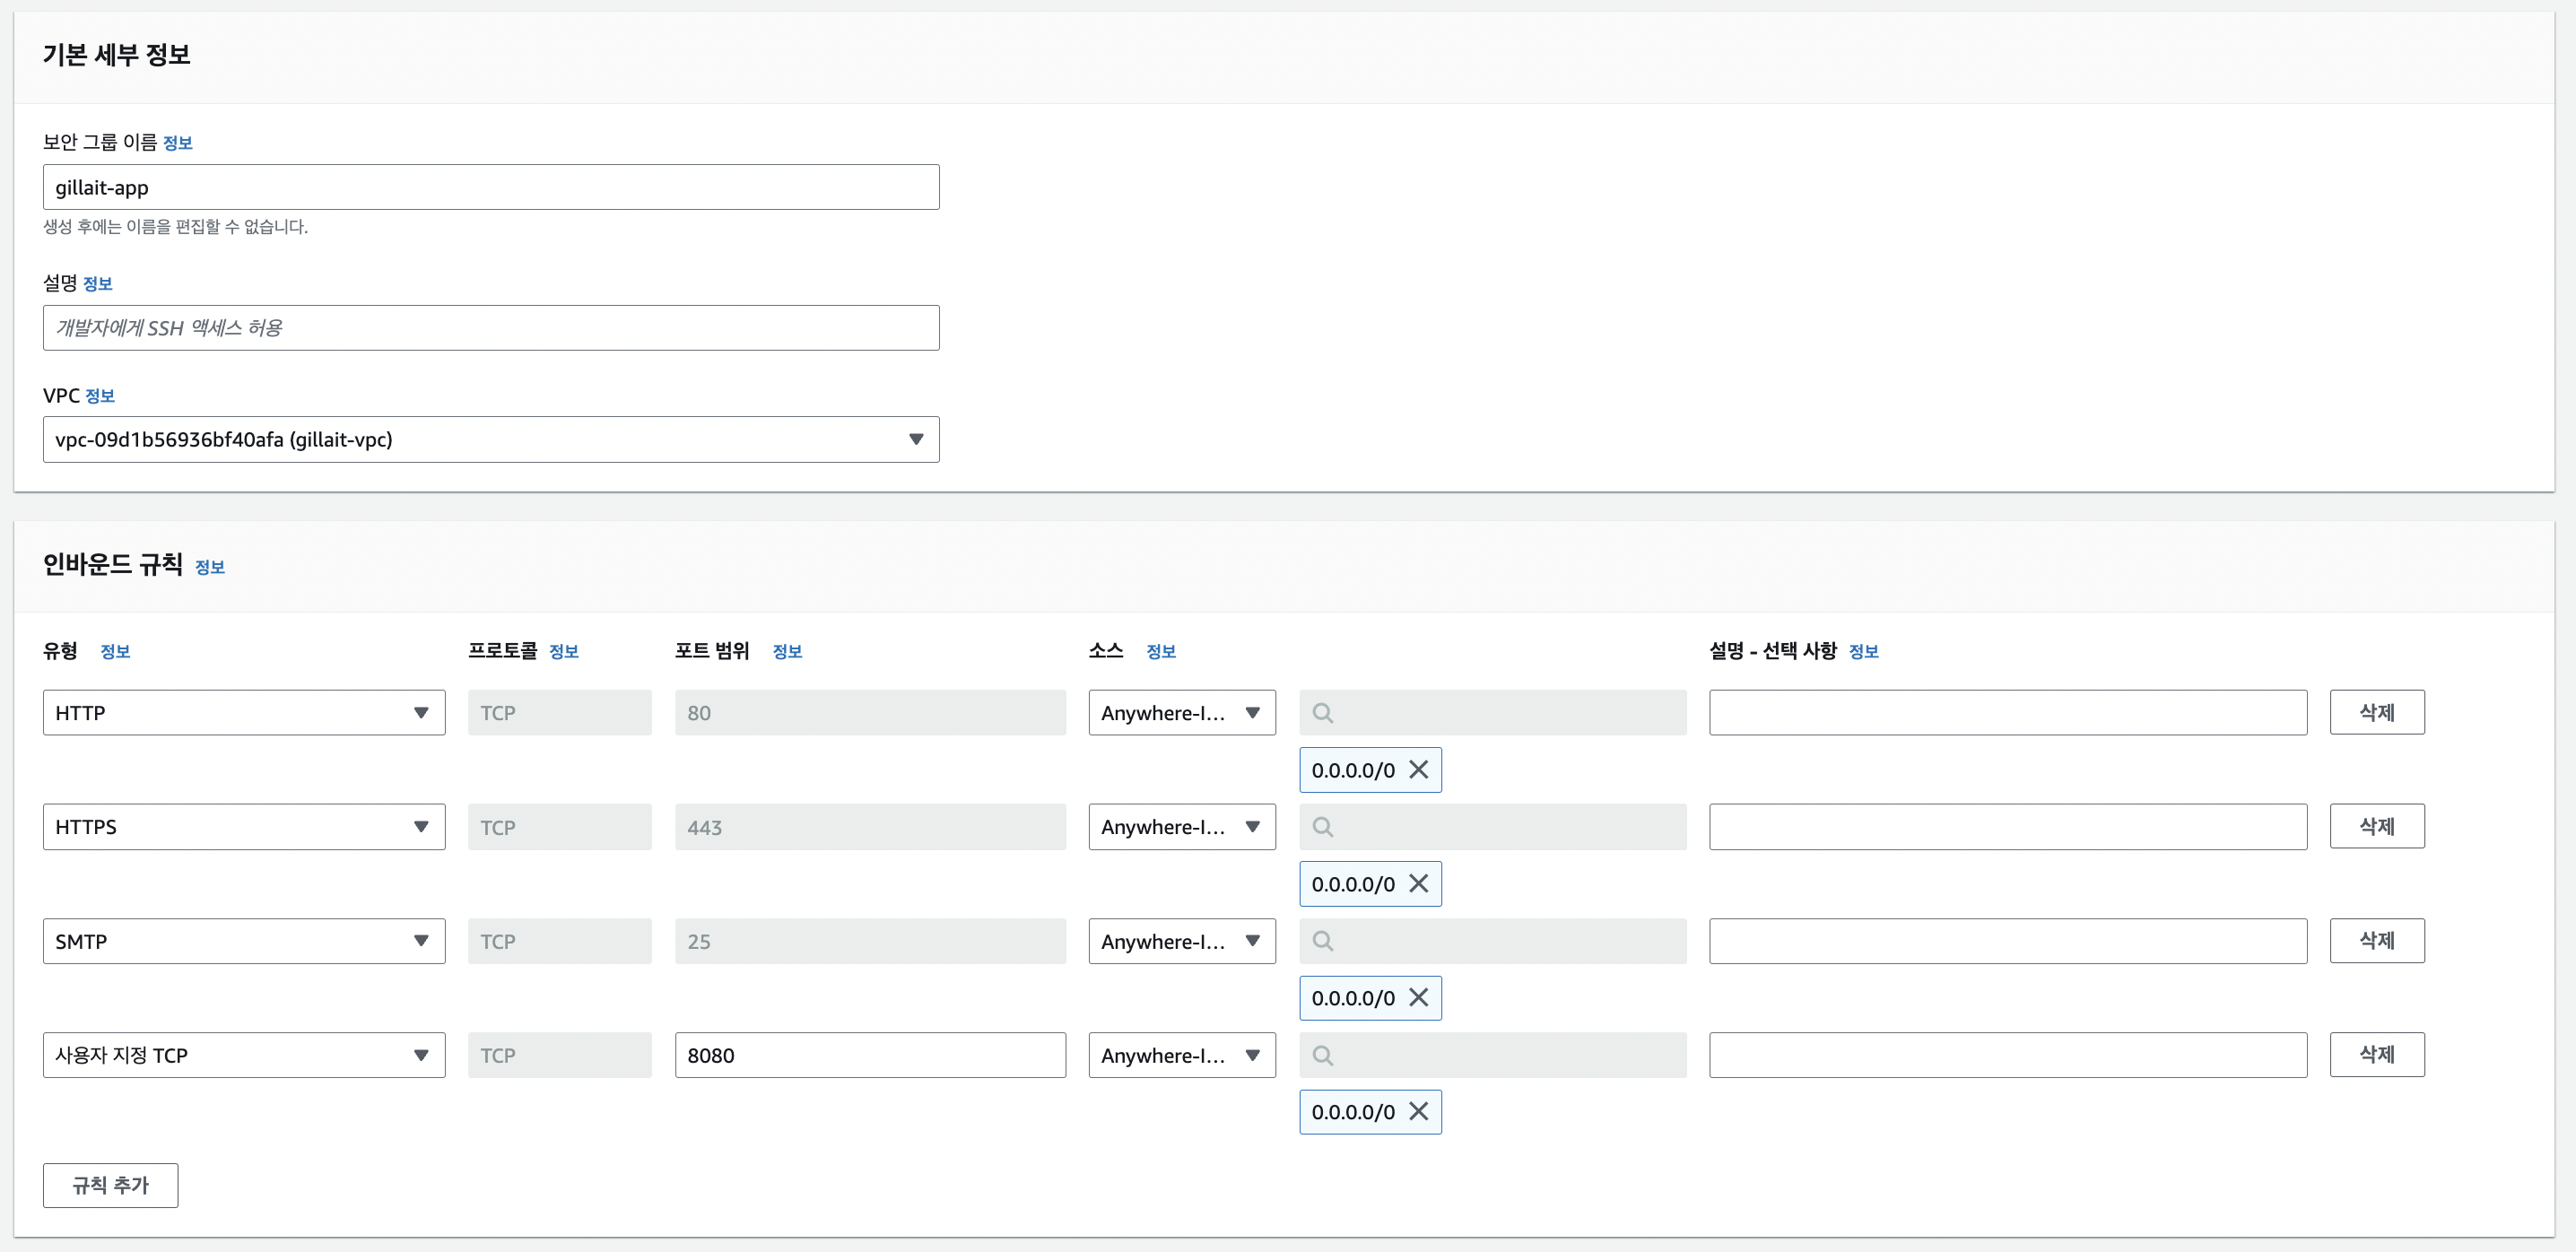 기본 세부 정보
보안 그룹 이름 정보
gillait-app
생성 후에는 이름을 편집할 수 없습니다.
설명 정보
개발자에게 SSH 액세스 허용
VPC 정보
vpc-09d1b56936bf40afa (gillait-vpc)
인바운드 규칙 정보
유형 정보 프로토콜 정보 포트 범위 정보 소스 정보 설명 - 선택 사항 정보
HTTP TCP 80 Anywhere-I... 삭제
0.0.0.0/0
HTTPS TCP 443 Anywhere-I... 삭제
0.0.0.0/0
SMTP TCP 25 Anywhere-I... 삭제
0.0.0.0/0
사용자 지정 TCP TCP 8080 Anywhere-I... 삭제
0.0.0.0/0
규칙 추가